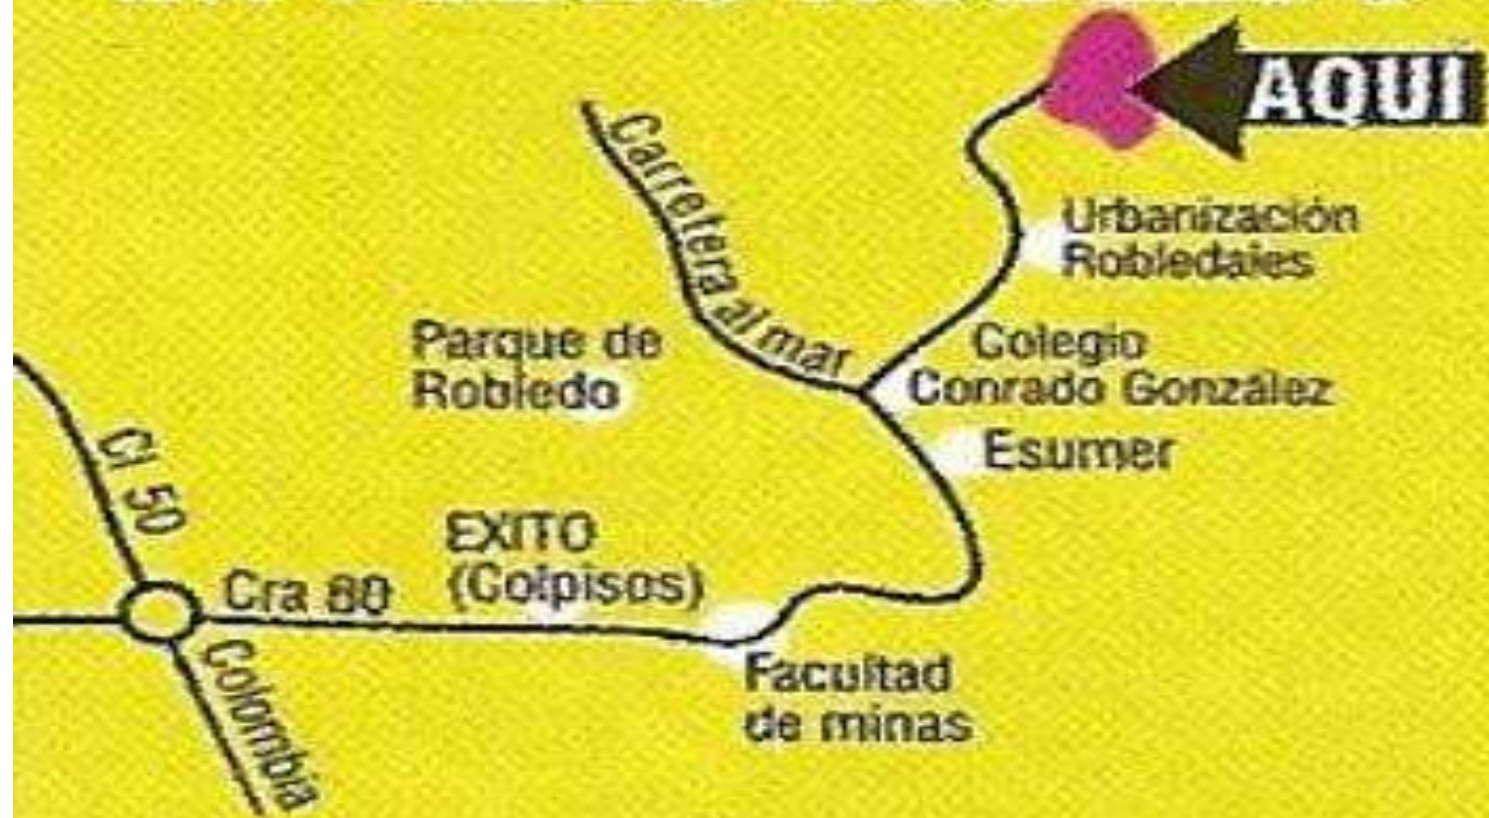 AQUÍ
Carretera al mar
Urbanización
Robledales
Parque de
Robledo
Colegio
Conrado González
Esumer
Cl 50
EXITO
(Colpisos)
Cra 80
Colombia
Facultad
de minas